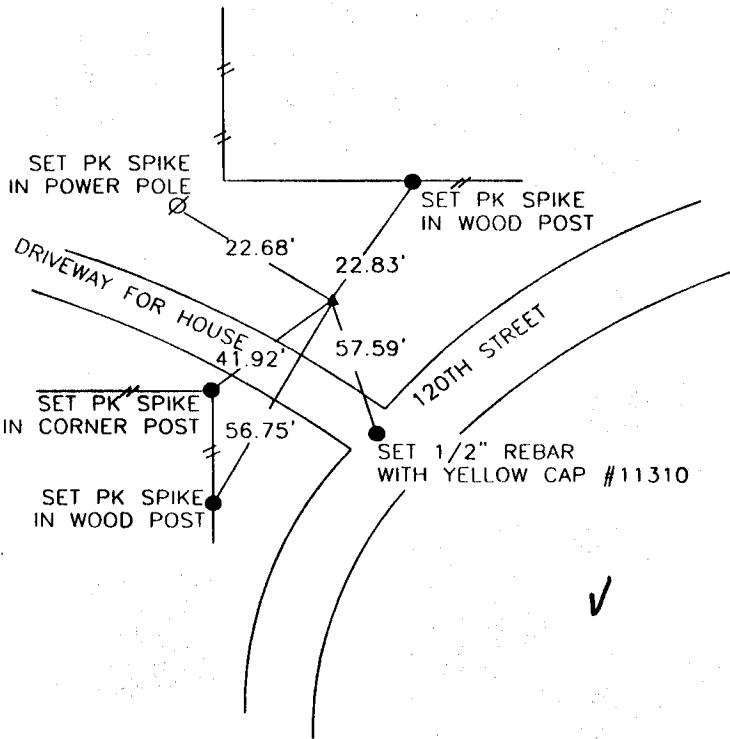 SET PK SPIKE
IN POWER POLE
SET PK SPIKE
IN WOOD POST
22.68'
22.83'
DRIVEWAY FOR HOUSE
57.59'
120TH STREET
41.92'
SET PK SPIKE
IN CORNER POST
56.75'
SET 1/2" REBAR
WITH YELLOW CAP #11310
SET PK SPIKE
IN WOOD POST